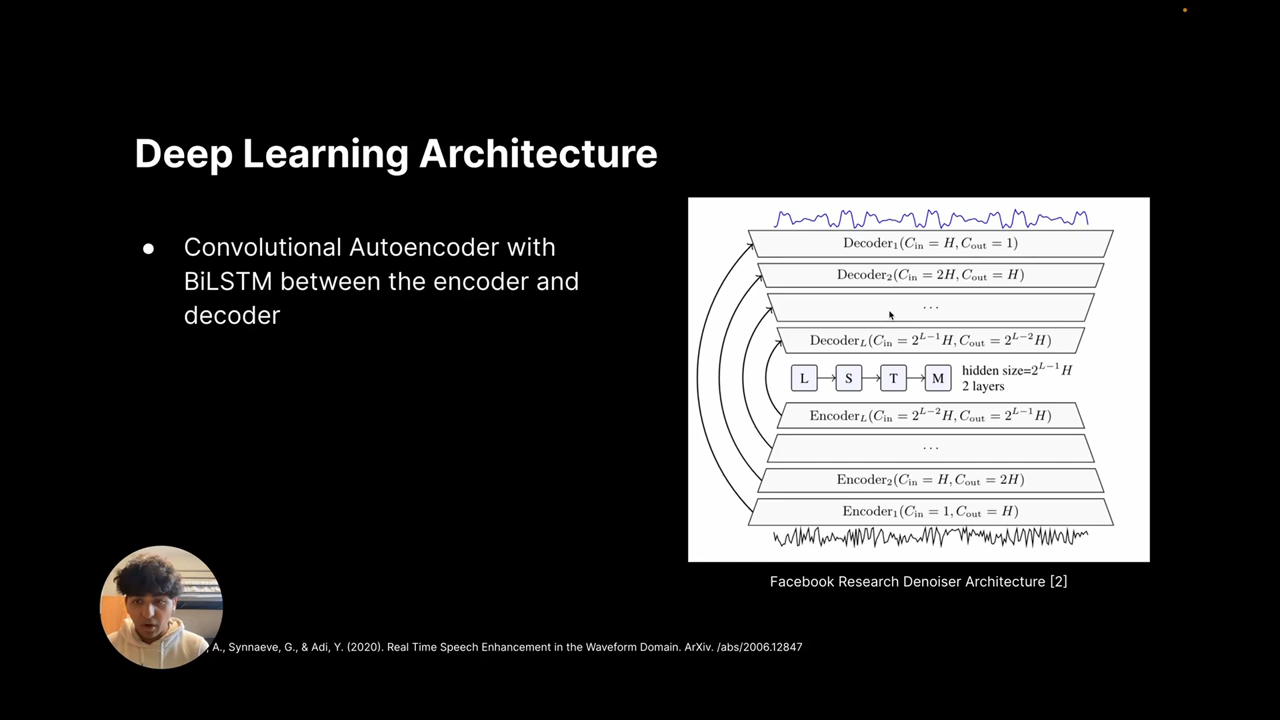 Deep Learning Architecture
● Convolutional Autoencoder with
BiLSTM between the encoder and
decoder
Decoder₁(Cᵢₙ = H, Cₒᵤₜ = 1)
Decoder₂(Cᵢₙ = 2H, Cₒᵤₜ = H)
...
Decoder_L(Cᵢₙ = 2^{L−1}H, Cₒᵤₜ = 2^{L−2}H)
L S T M hidden size=2^{L−1}H
2 layers
Encoder_L(Cᵢₙ = 2^{L−2}H, Cₒᵤₜ = 2^{L−1}H)
...
Encoder₂(Cᵢₙ = H, Cₒᵤₜ = 2H)
Encoder₁(Cᵢₙ = 1, Cₒᵤₜ = H)
Facebook Research Denoiser Architecture [2]
, A., Synnaeve, G., & Adi, Y. (2020). Real Time Speech Enhancement in the Waveform Domain. ArXiv. /abs/2006.12847